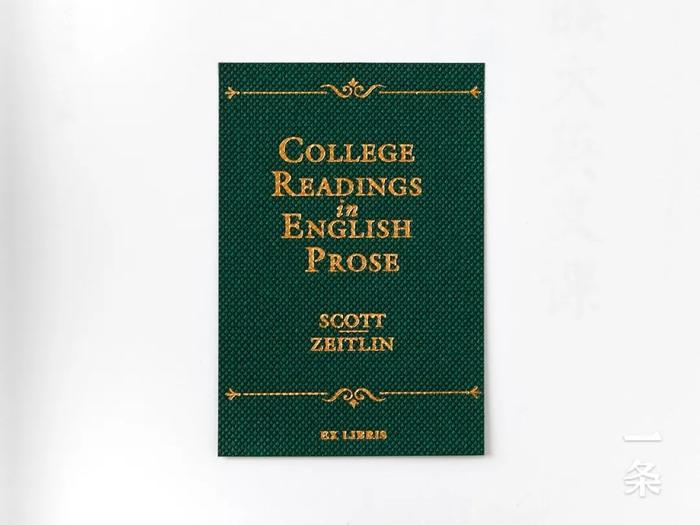 COLLEGE
READINGS
in
ENGLISH
PROSE
SCOTT
ZEITLIN
EX LIBRIS
一条